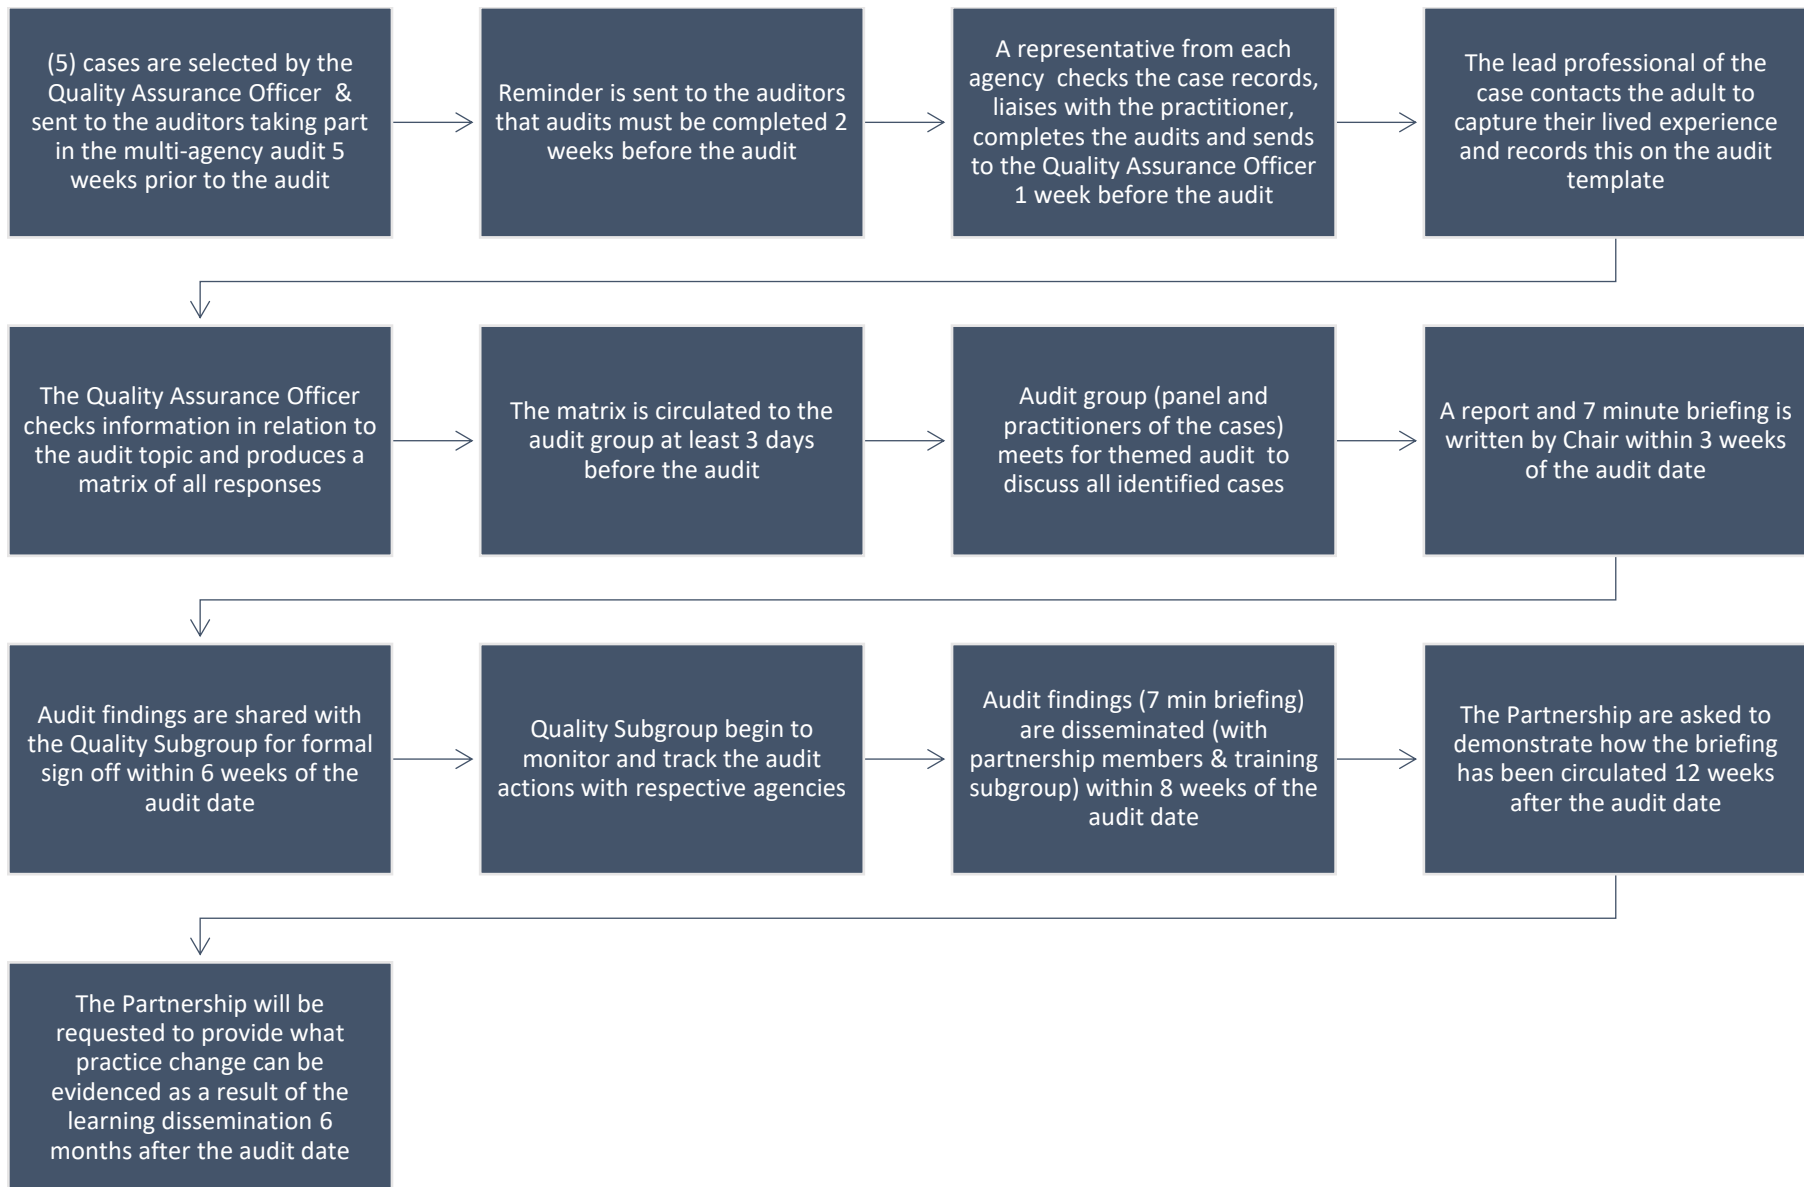 (5) cases are selected by the
Quality Assurance Officer &
sent to the auditors taking part
in the multi-agency audit 5
weeks prior to the audit
Reminder is sent to the auditors
that audits must be completed 2
weeks before the audit
A representative from each
agency checks the case records,
liaises with the practitioner,
completes the audits and sends
to the Quality Assurance Officer
1 week before the audit
The lead professional of the
case contacts the adult to
capture their lived experience
and records this on the audit
template
The Quality Assurance Officer
checks information in relation to
the audit topic and produces a
matrix of all responses
The matrix is circulated to the
audit group at least 3 days
before the audit
Audit group (panel and
practitioners of the cases)
meets for themed audit to
discuss all identified cases
A report and 7 minute briefing is
written by Chair within 3 weeks
of the audit date
Audit findings are shared with
the Quality Subgroup for formal
sign off within 6 weeks of the
audit date
Quality Subgroup begin to
monitor and track the audit
actions with respective agencies
Audit findings (7 min briefing)
are disseminated (with
partnership members & training
subgroup) within 8 weeks of the
audit date
The Partnership are asked to
demonstrate how the briefing
has been circulated 12 weeks
after the audit date
The Partnership will be
requested to provide what
practice change can be
evidenced as a result of the
learning dissemination 6
months after the audit date